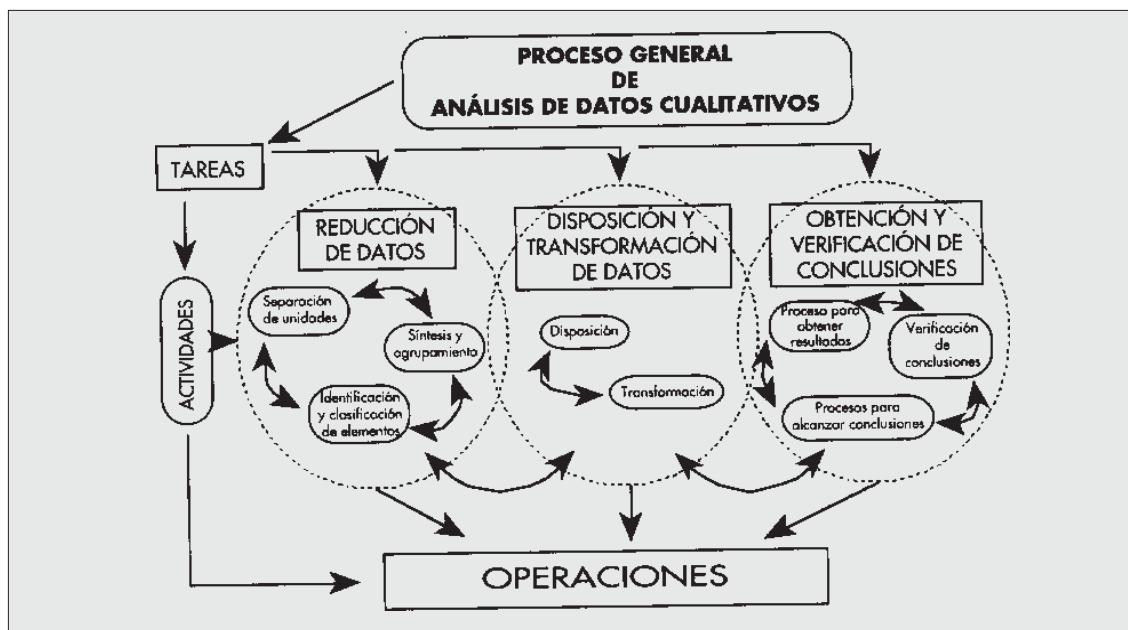 PROCESO GENERAL
DE
ANÁLISIS DE DATOS CUALITATIVOS
TAREAS
REDUCCIÓN
DE DATOS
DISPOSICIÓN Y
TRANSFORMACIÓN
DE DATOS
OBTENCIÓN Y
VERIFICACIÓN DE
CONCLUSIONES
ACTIVIDADES
Separación
de unidades
Síntesis y
agrupamiento
Identificación
y clasificación
de elementos
Disposición
Transformación
Proceso para
obtener
resultados
Verificación
de
conclusiones
Procesos para
alcanzar conclusiones
OPERACIONES